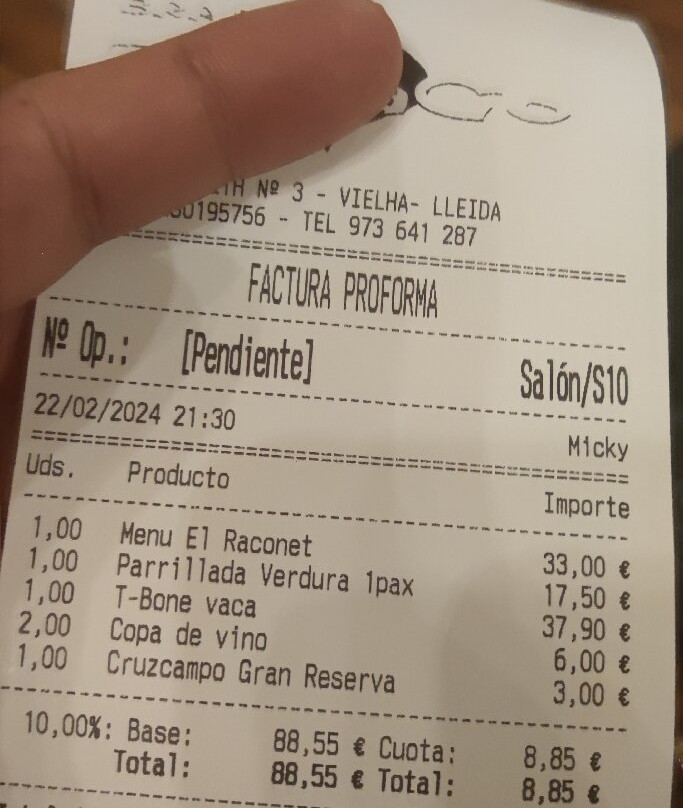 Nº 3 - VIELHA- LLEIDA
0195756 - TEL 973 641 287
FACTURA PROFORMA
Nº Op.: [Pendiente] Salón/S10
22/02/2024 21:30 Micky
Uds. Producto Importe
1,00 Menu El Raconet 33,00 €
1,00 Parrillada Verdura 1pax 17,50 €
1,00 T-Bone vaca 37,90 €
2,00 Copa de vino 6,00 €
1,00 Cruzcampo Gran Reserva 3,00 €
10,00%: Base: 88,55 € Cuota: 8,85 €
Total: 88,55 € Total: 8,85 €